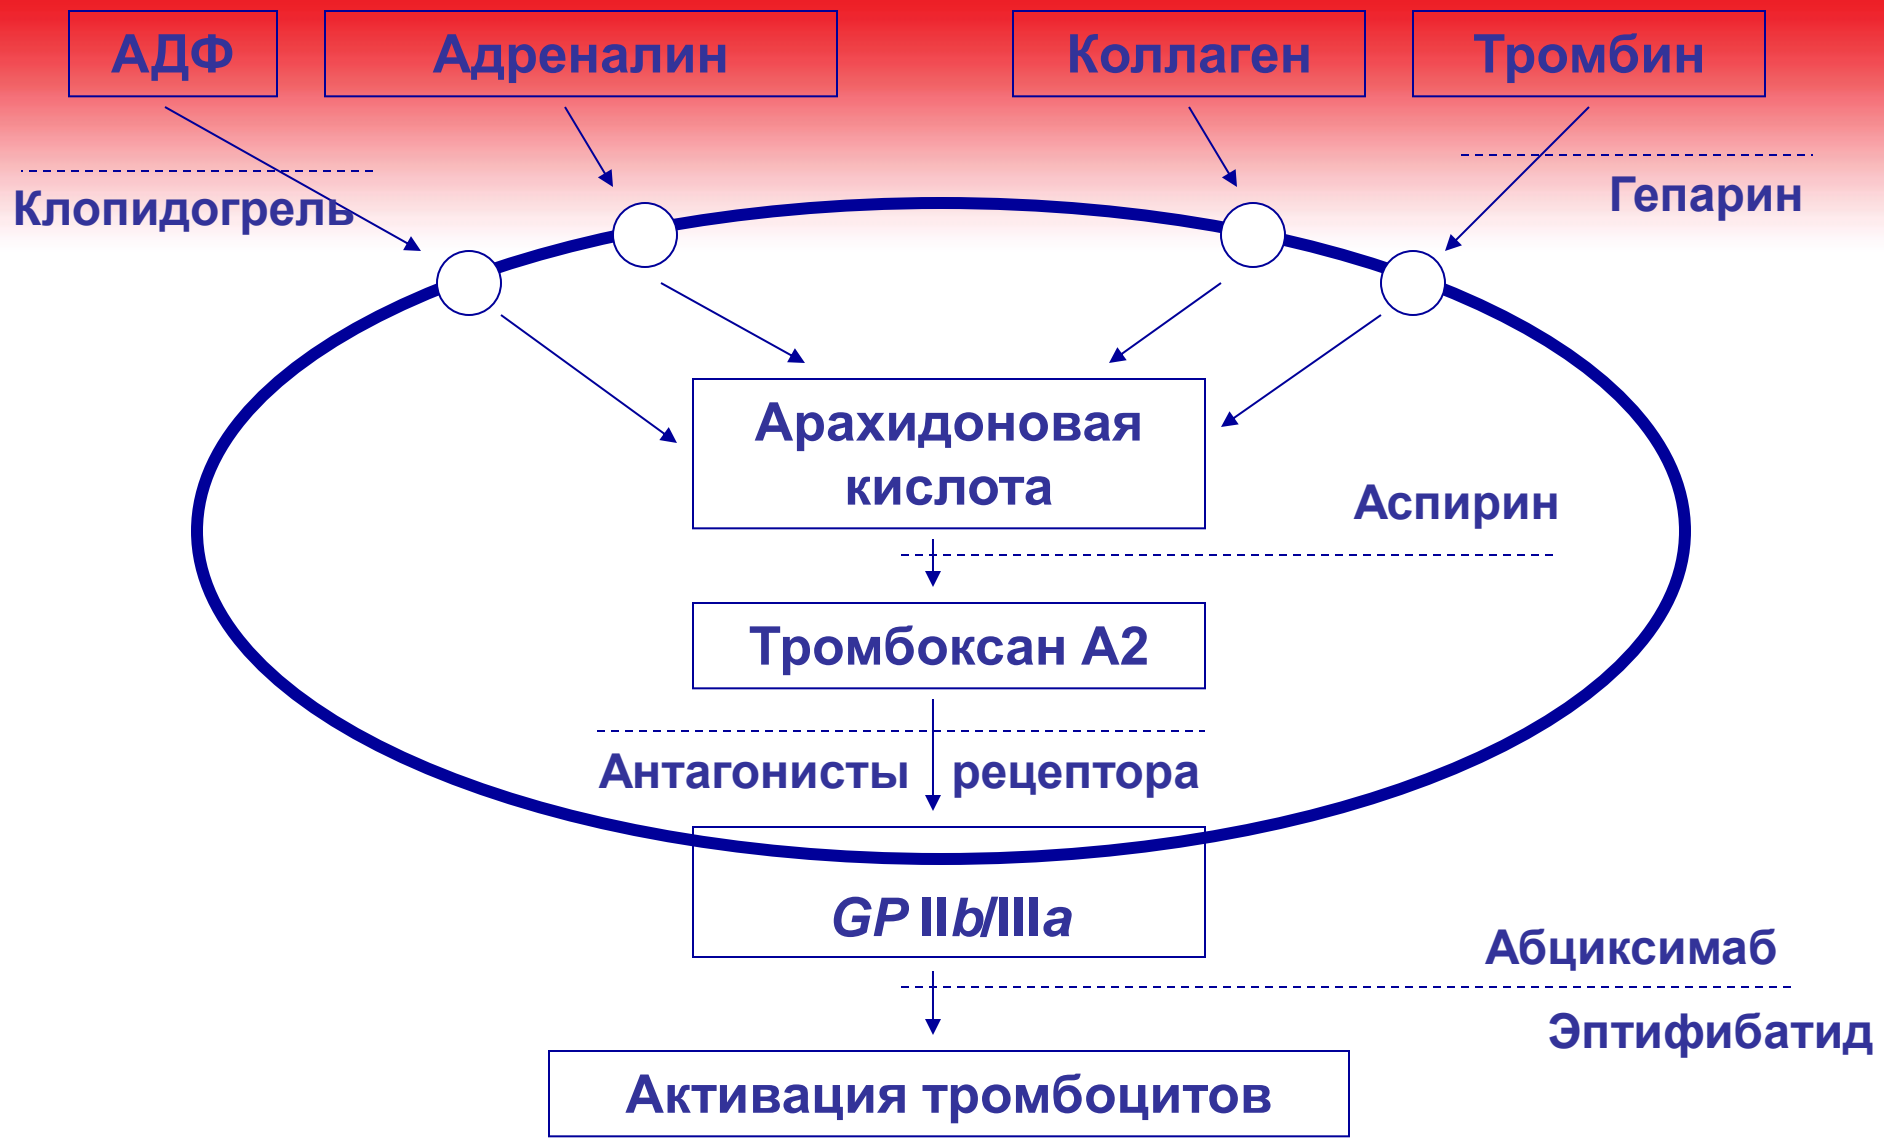 АДФ
Адреналин
Коллаген
Тромбин
Клопидогрель
Гепарин
Арахидоновая
кислота
Аспирин
Тромбоксан А2
Антагонисты рецептора
GP IIb/IIIa
Абциксимаб
Эптифибатид
Активация тромбоцитов